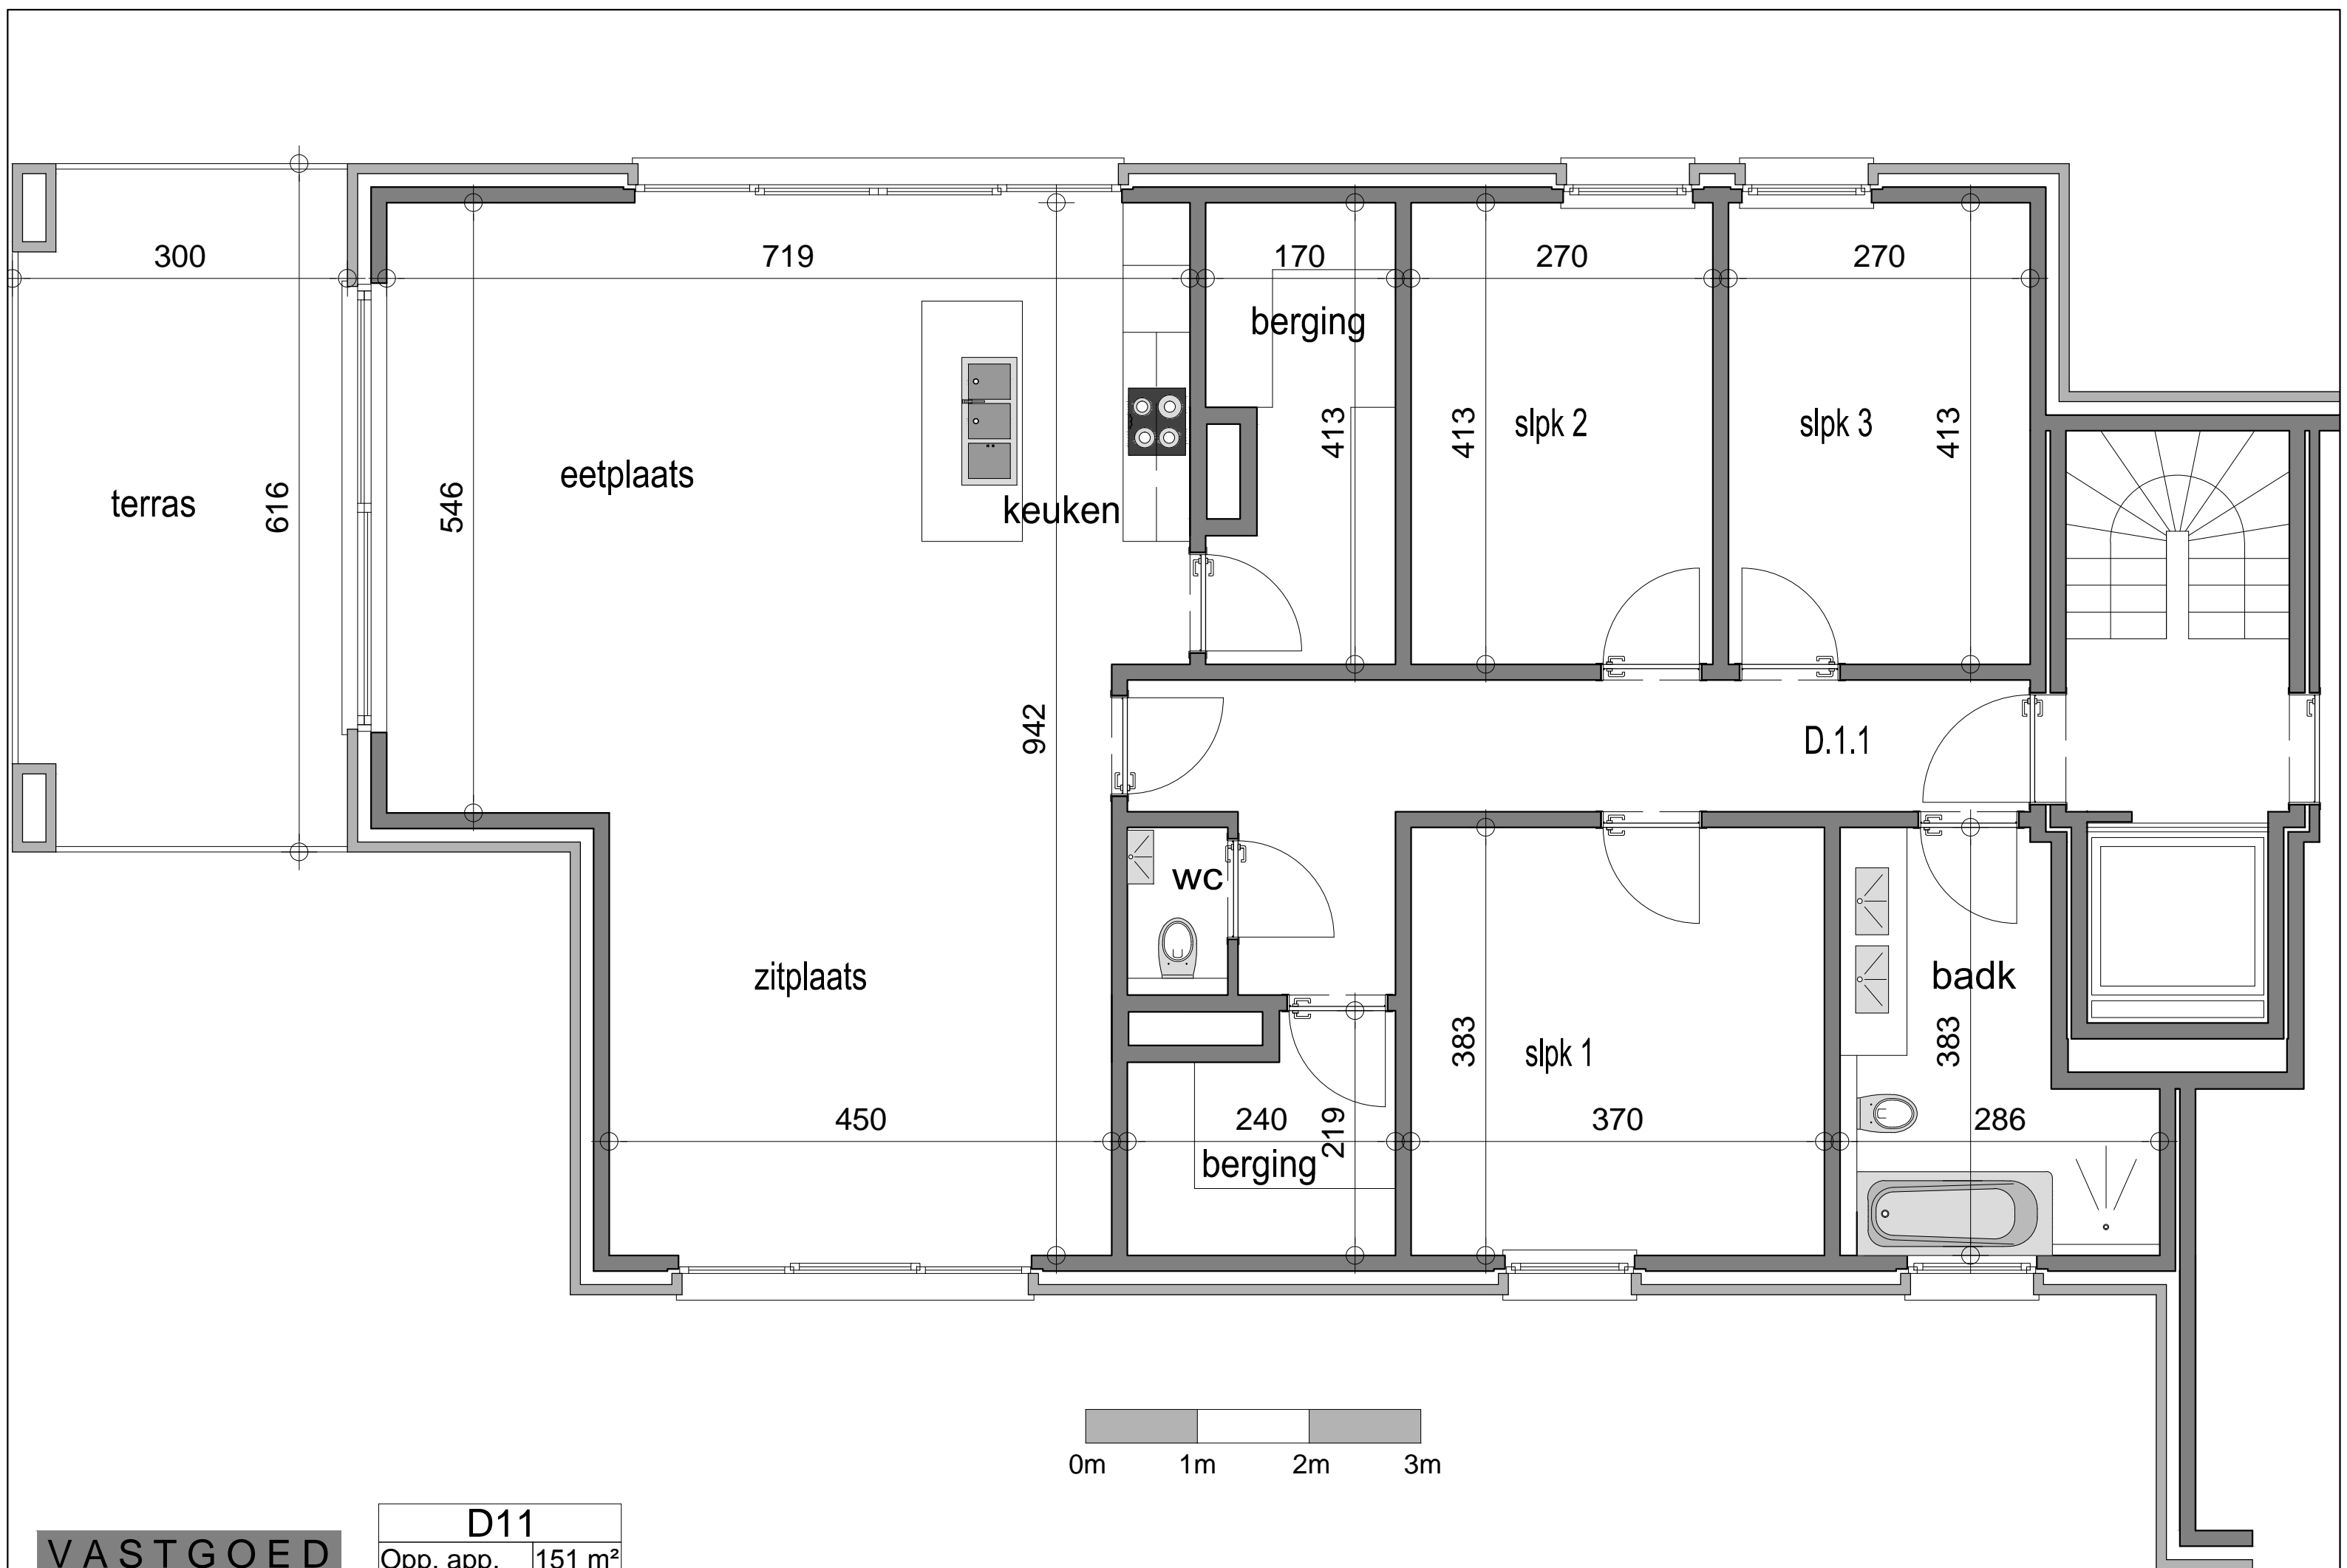 300
719
170
270
270
berging
413
413
slpk 2
slpk 3
413
eetplaats
terras
616
546
keuken
942
D.1.1
wc
zitplaats
badk
383
slpk 1
383
450
240
219
370
286
berging
0m 1m 2m 3m
D11
VASTGOED
Opp. app. 151 m²